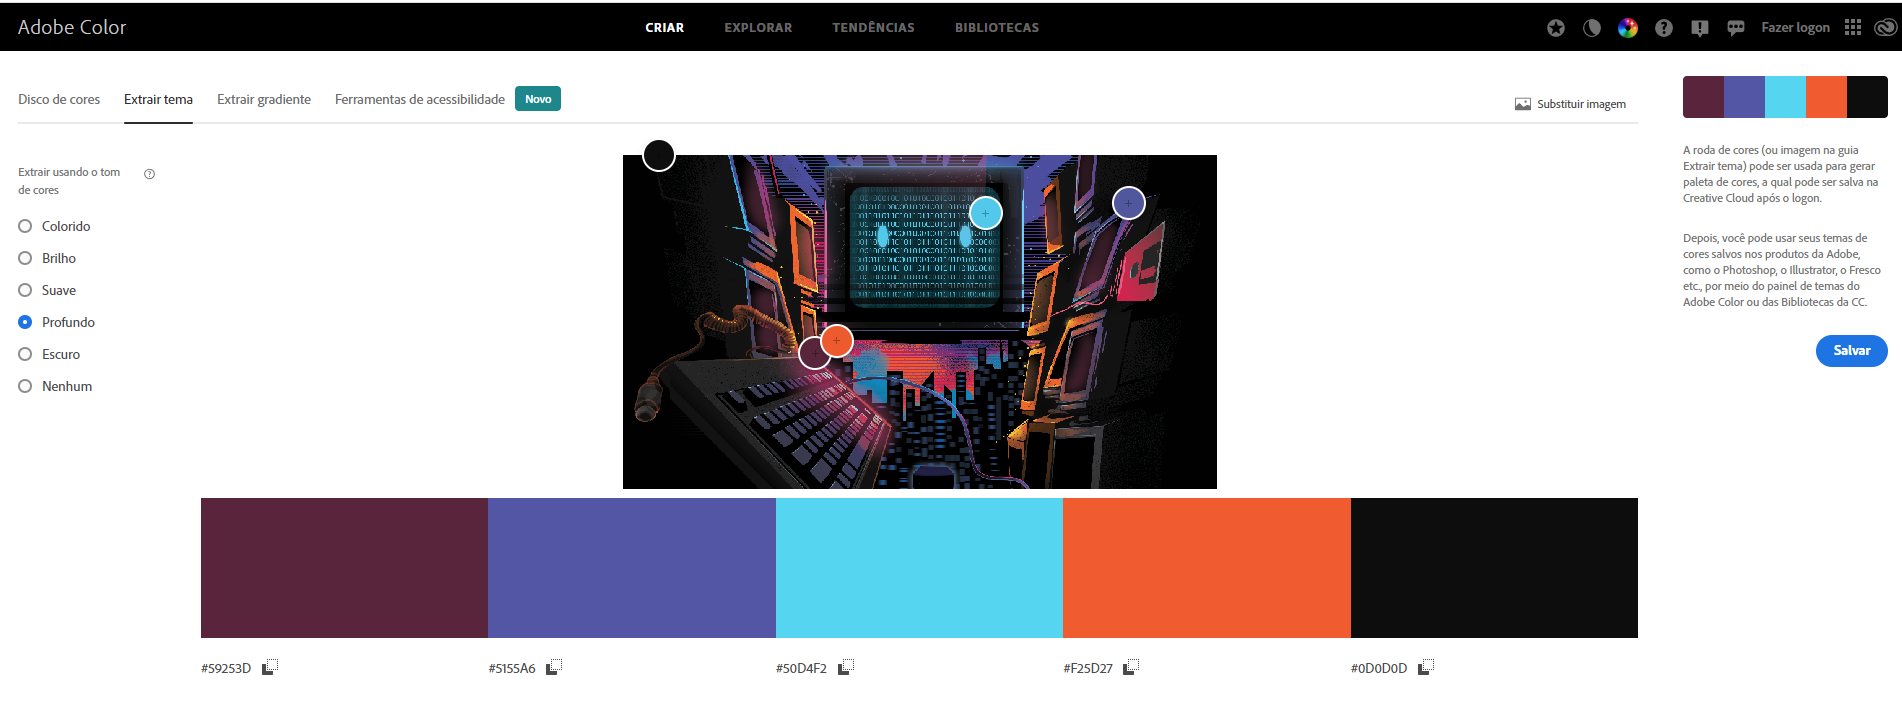 Adobe Color
CRIAR
EXPLORAR
TENDÊNCIAS
BIBLIOTECAS
Fazer logon
Disco de cores
Extrair tema
Extrair gradiente
Ferramentas de acessibilidade
Novo
Substituir imagem
Extrair usando o tom
de cores
Colorido
Brilho
Suave
Profundo
Escuro
Nenhum
A roda de cores (ou imagem na guia
Extrair tema) pode ser usada para gerar
paleta de cores, a qual pode ser salva na
Creative Cloud após o logon.
Depois, você pode usar seus temas de
cores salvos nos produtos da Adobe,
como o Photoshop, o Illustrator, o Fresco
etc., por meio do painel de temas do
Adobe Color ou das Bibliotecas da CC.
Salvar
#59253D
#5155A6
#50D4F2
#F25D27
#0D0D0D